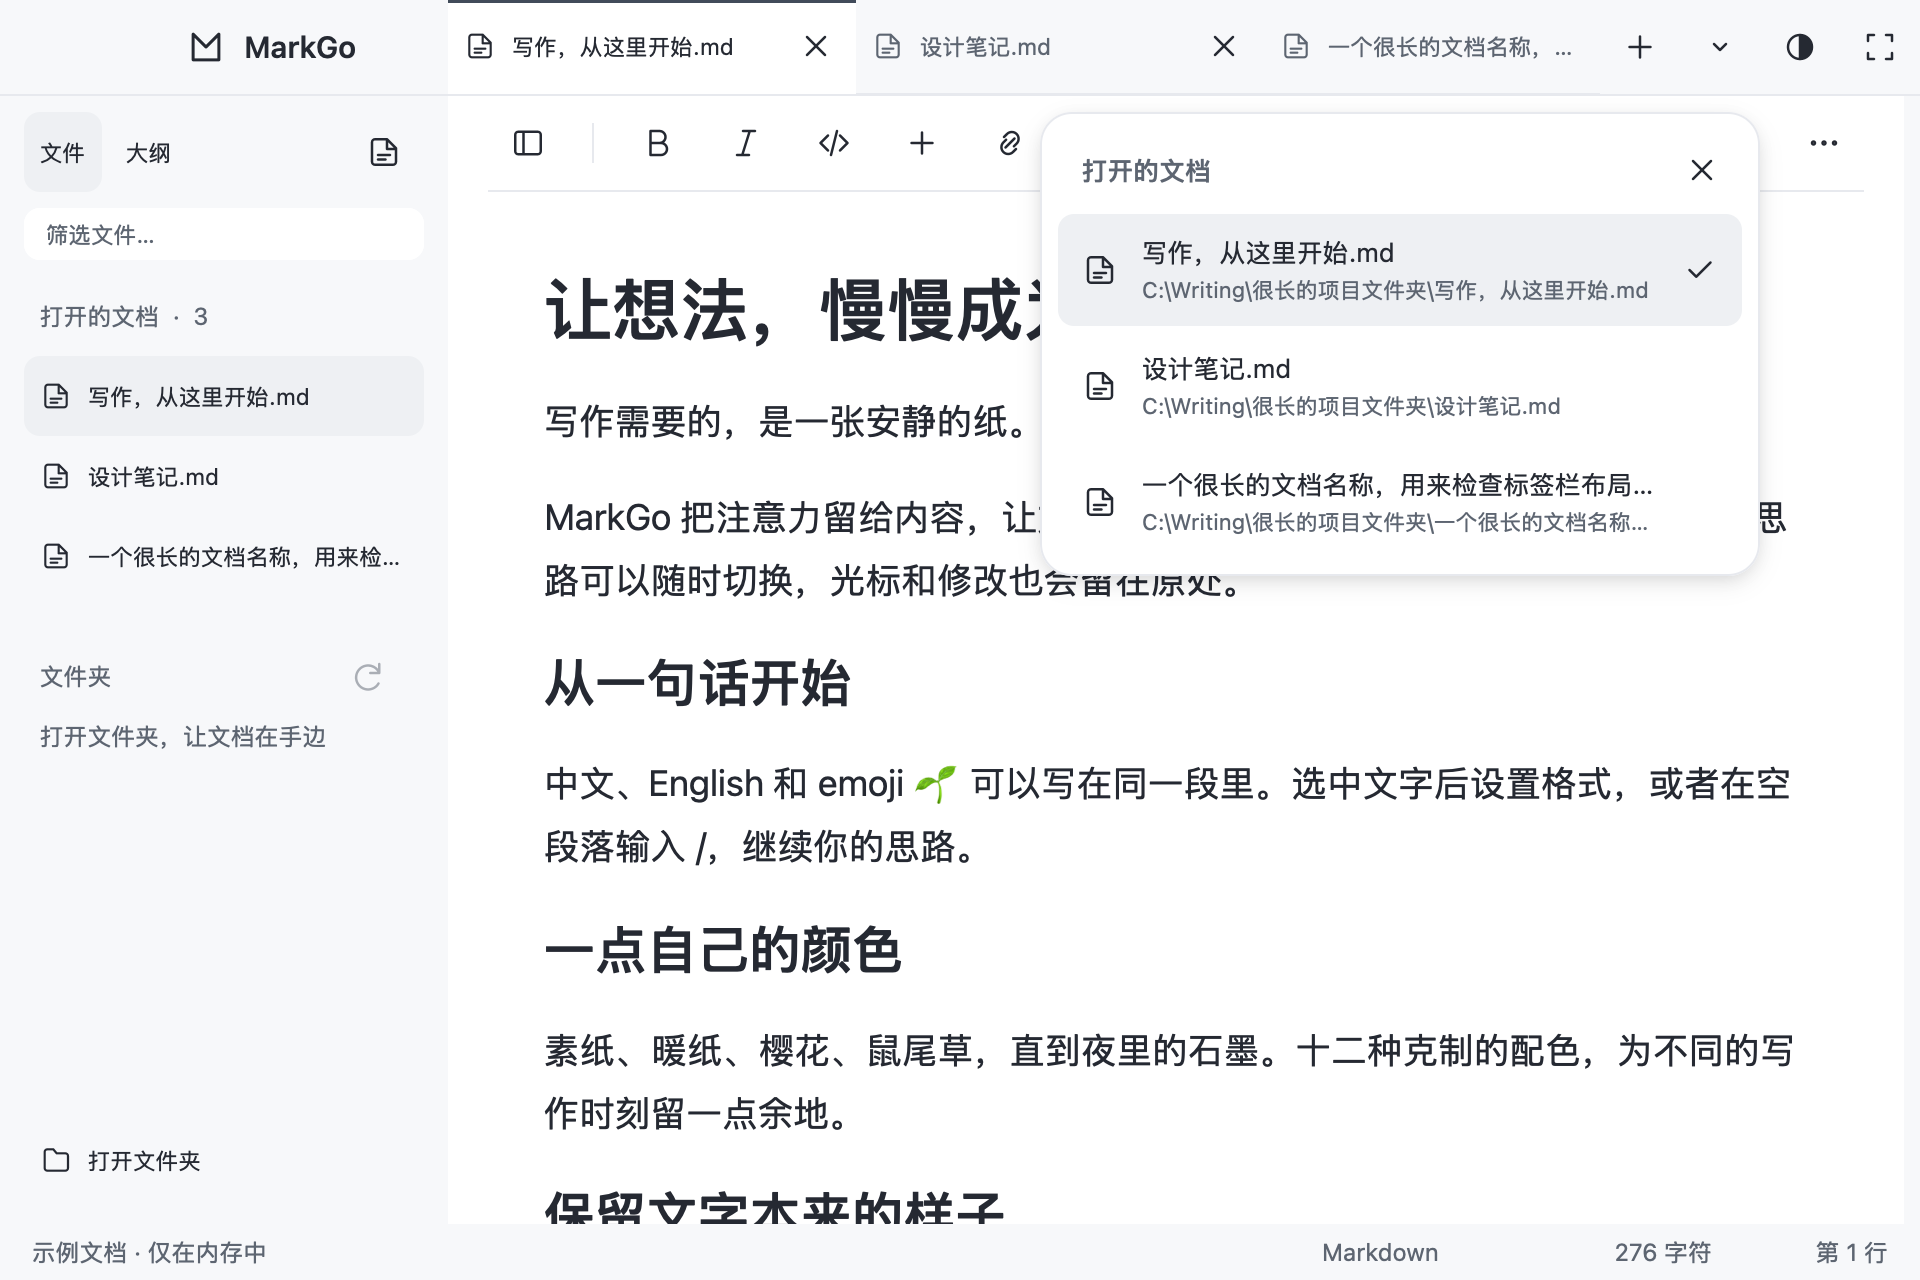 MarkGo
写作，从这里开始.md
设计笔记.md
一个很长的文档名称，...
文件
大纲
筛选文件...
打开的文档 · 3
写作，从这里开始.md
设计笔记.md
一个很长的文档名称，用来检...
文件夹
打开文件夹，让文档在手边
打开文件夹
B I
打开的文档
写作，从这里开始.md
C:\Writing\很长的项目文件夹\写作，从这里开始.md
设计笔记.md
C:\Writing\很长的项目文件夹\设计笔记.md
一个很长的文档名称，用来检查标签栏布局...
C:\Writing\很长的项目文件夹\一个很长的文档名称...
让想法，慢慢成
写作需要的，是一张安静的纸。
MarkGo 把注意力留给内容，让 思
路可以随时切换，光标和修改也会留在原处。
从一句话开始
中文、English 和 emoji 🌱 可以写在同一段里。选中文字后设置格式，或者在空
段落输入 /，继续你的思路。
一点自己的颜色
素纸、暖纸、樱花、鼠尾草，直到夜里的石墨。十二种克制的配色，为不同的写
作时刻留一点余地。
保留文字本来的样子
示例文档 · 仅在内存中
Markdown
276 字符
第 1 行